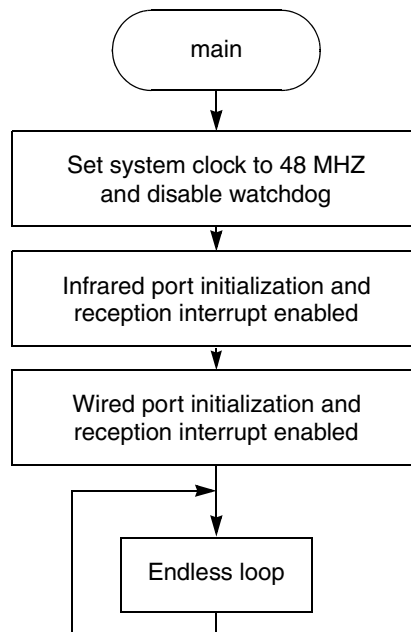 main
Set system clock to 48 MHZ
and disable watchdog
Infrared port initialization and
reception interrupt enabled
Wired port initialization and
reception interrupt enabled
Endless loop